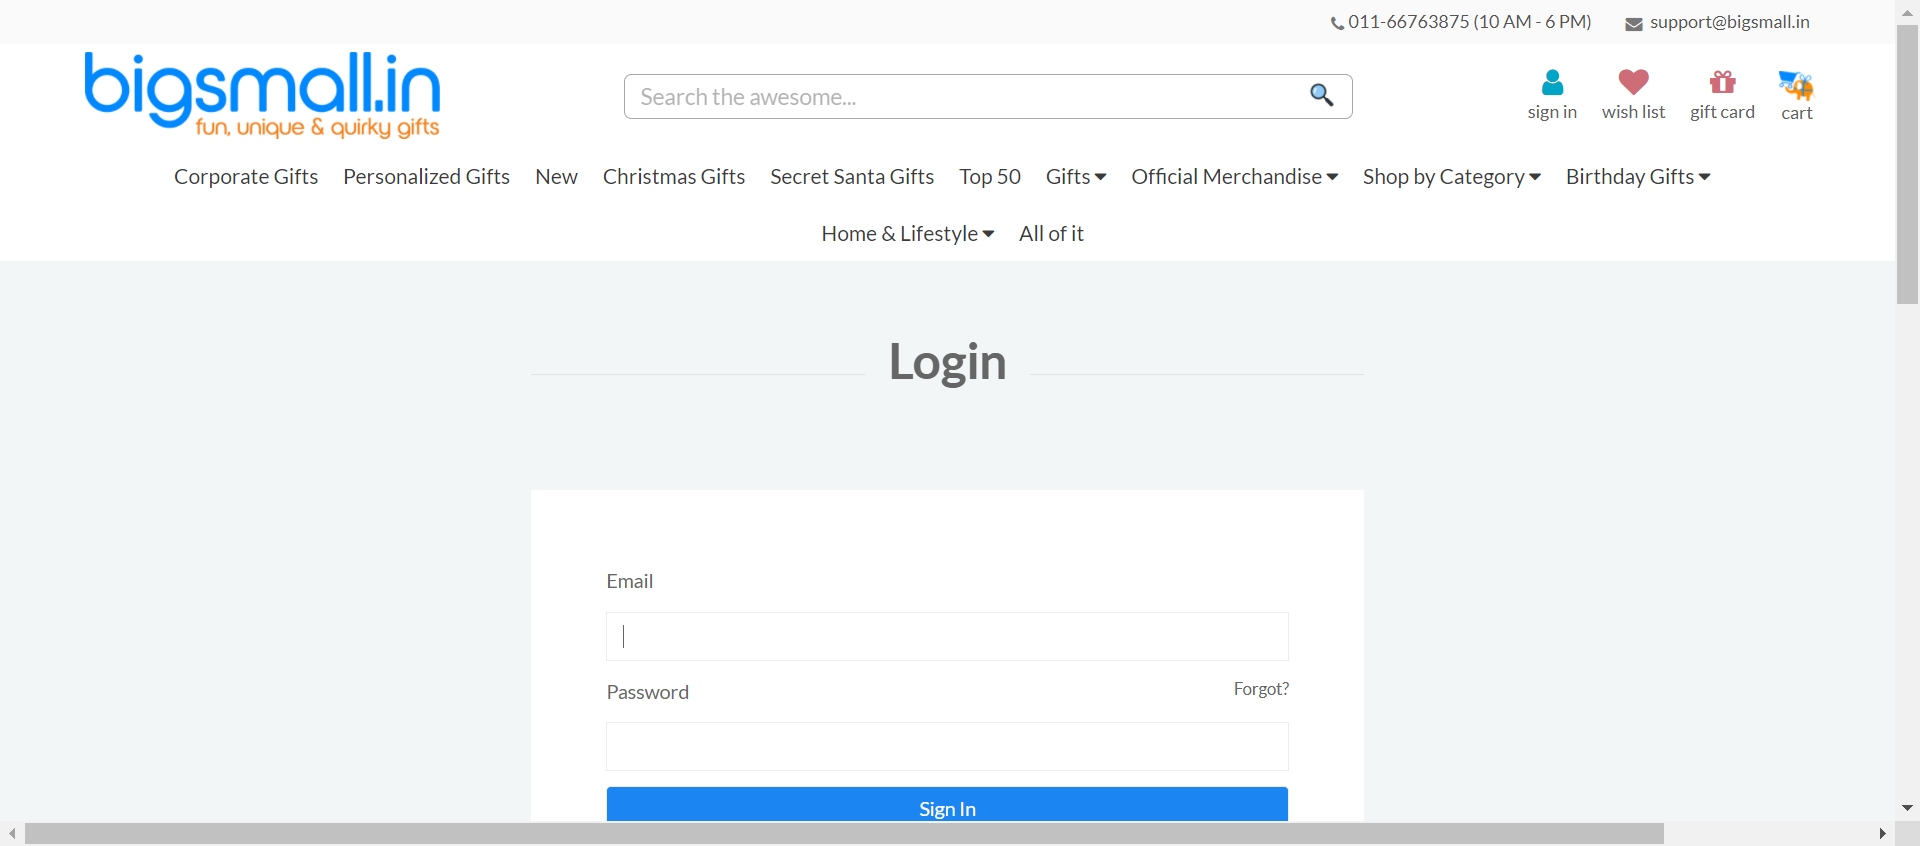 011-66763875 (10 AM - 6 PM) support@bigsmall.in
bigsmall.in
fun, unique & quirky gifts
Search the awesome...
sign in wish list gift card cart
Corporate Gifts Personalized Gifts New Christmas Gifts Secret Santa Gifts Top 50 Gifts Official Merchandise Shop by Category Birthday Gifts
Home & Lifestyle All of it
Login
Email
Password Forgot?
Sign In